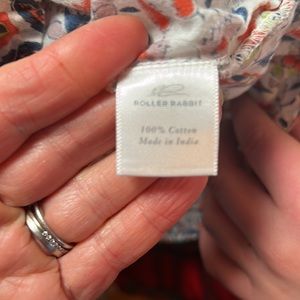 ROLLER RABBIT
100% Cotton
Made in India